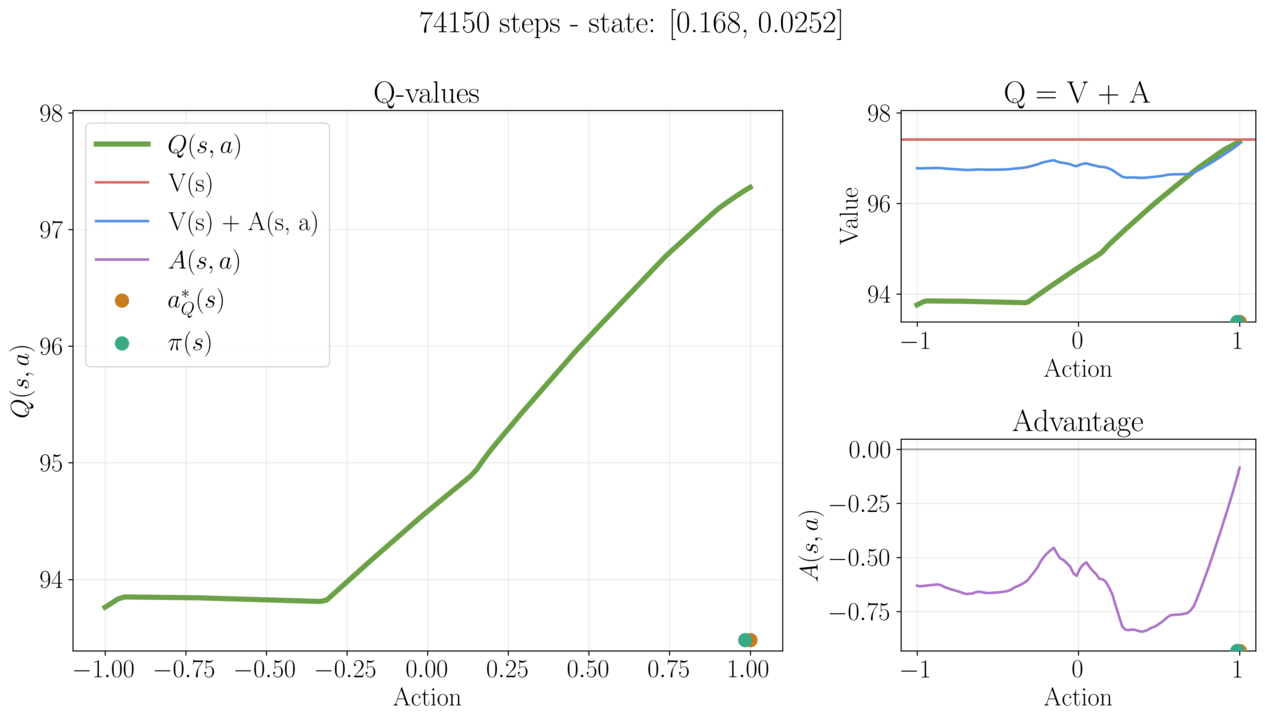 74150 steps - state: [0.168, 0.0252]
Q-values
98
97
96
95
94
Q(s, a)
Q(s, a)
V(s)
V(s) + A(s, a)
A(s, a)
a*Q(s)
π(s)
−1.00 −0.75 −0.50 −0.25 0.00 0.25 0.50 0.75 1.00
Action
Q = V + A
98
96
94
Value
−1 0 1
Action
Advantage
0.00
−0.25
−0.50
−0.75
A(s, a)
−1 0 1
Action